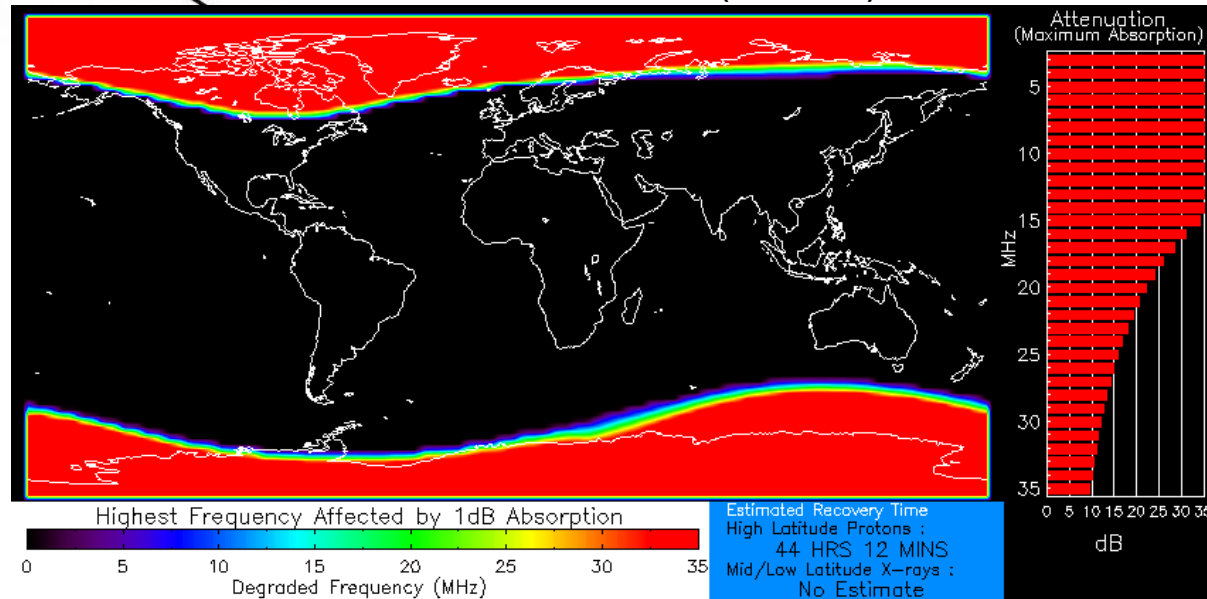 Attenuation
(Maximum Absorption)
5
10
15
20
25
30
35
MHz
0 5 10 15 20 25 30 35
dB
Highest Frequency Affected by 1dB Absorption
0 5 10 15 20 25 30 35
Degraded Frequency (MHz)
Estimated Recovery Time
High Latitude Protons :
44 HRS 12 MINS
Mid/Low Latitude X-rays :
No Estimate